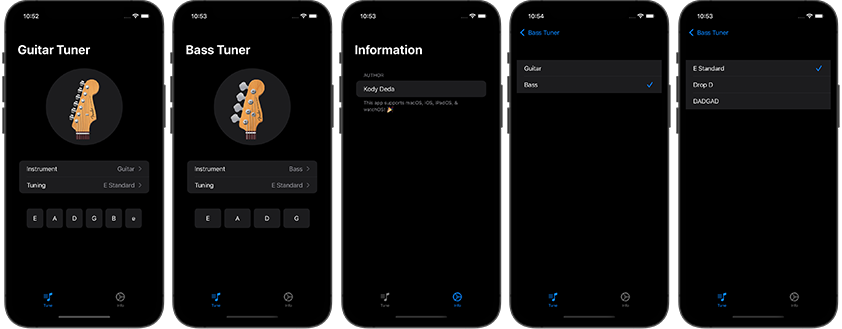 10:52
Guitar Tuner
Instrument Guitar
Tuning E Standard
E A D G B e
Tune Info
10:53
Bass Tuner
Instrument Bass
Tuning E Standard
E A D G
Tune Info
10:53
Information
AUTHOR
Kody Deda
This app supports macOS, iOS, iPadOS, &
watchOS! 🎉
Tune Info
10:54
Bass Tuner
Guitar
Bass
Tune Info
10:53
Bass Tuner
E Standard
Drop D
DADGAD
Tune Info